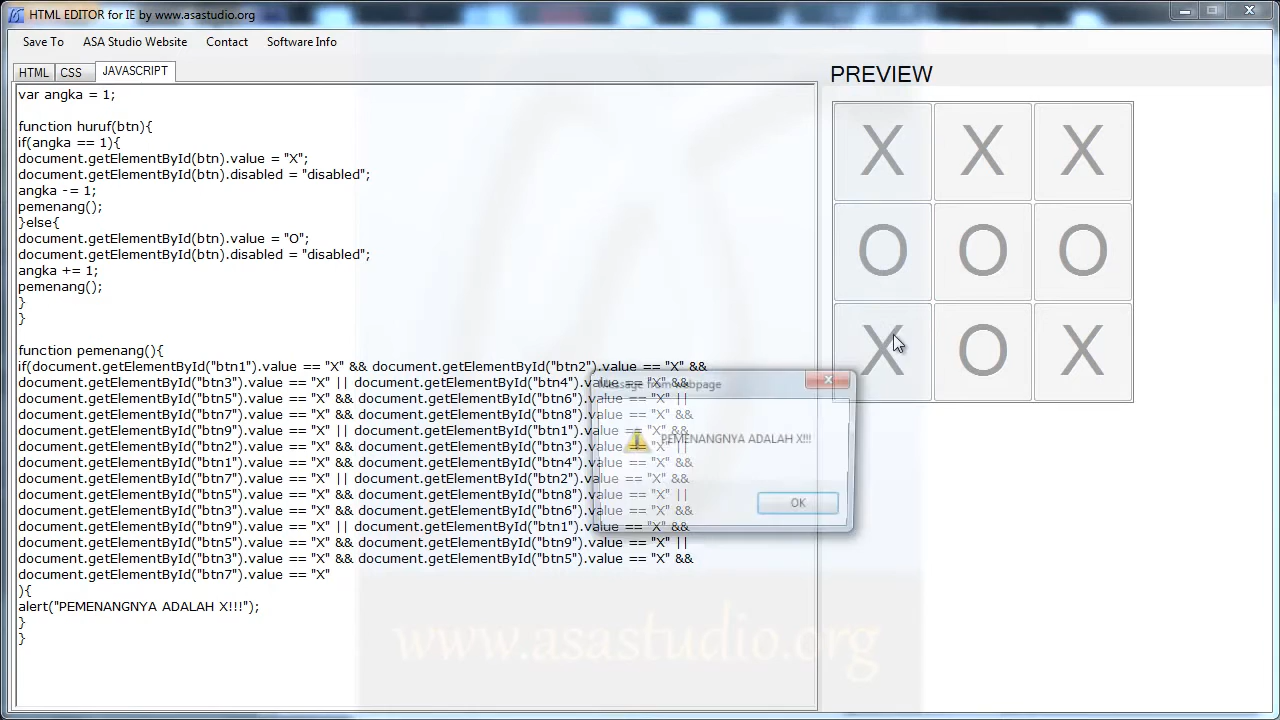 HTML EDITOR for IE by www.asastudio.org
Save To ASA Studio Website Contact Software Info
HTML CSS JAVASCRIPT
var angka = 1;
function huruf(btn){
if(angka == 1){
document.getElementById(btn).value = "X";
document.getElementById(btn).disabled = "disabled";
angka -= 1;
pemenang();
}else{
document.getElementById(btn).value = "O";
document.getElementById(btn).disabled = "disabled";
angka += 1;
pemenang();
}
}
function pemenang(){
if(document.getElementById("btn1").value == "X" && document.getElementById("btn2").value == "X" &&
document.getElementById("btn3").value == "X" || document.getElementById("btn4").value == "X" &&
document.getElementById("btn5").value == "X" && document.getElementById("btn6").value == "X" ||
document.getElementById("btn7").value == "X" && document.getElementById("btn8").value == "X" &&
document.getElementById("btn9").value == "X" || document.getElementById("btn1").value == "X" &&
document.getElementById("btn2").value == "X" && document.getElementById("btn3").value == "X" ||
document.getElementById("btn1").value == "X" && document.getElementById("btn4").value == "X" &&
document.getElementById("btn7").value == "X" || document.getElementById("btn2").value == "X" &&
document.getElementById("btn5").value == "X" && document.getElementById("btn8").value == "X" ||
document.getElementById("btn3").value == "X" && document.getElementById("btn6").value == "X" &&
document.getElementById("btn9").value == "X" || document.getElementById("btn1").value == "X" &&
document.getElementById("btn5").value == "X" && document.getElementById("btn9").value == "X" ||
document.getElementById("btn3").value == "X" && document.getElementById("btn5").value == "X" &&
document.getElementById("btn7").value == "X"
){
alert("PEMENANGNYA ADALAH X!!!");
}
}
PREVIEW
X X X
O O O
X O X
Message from webpage
PEMENANGNYA ADALAH X!!!
OK
www.asastudio.org